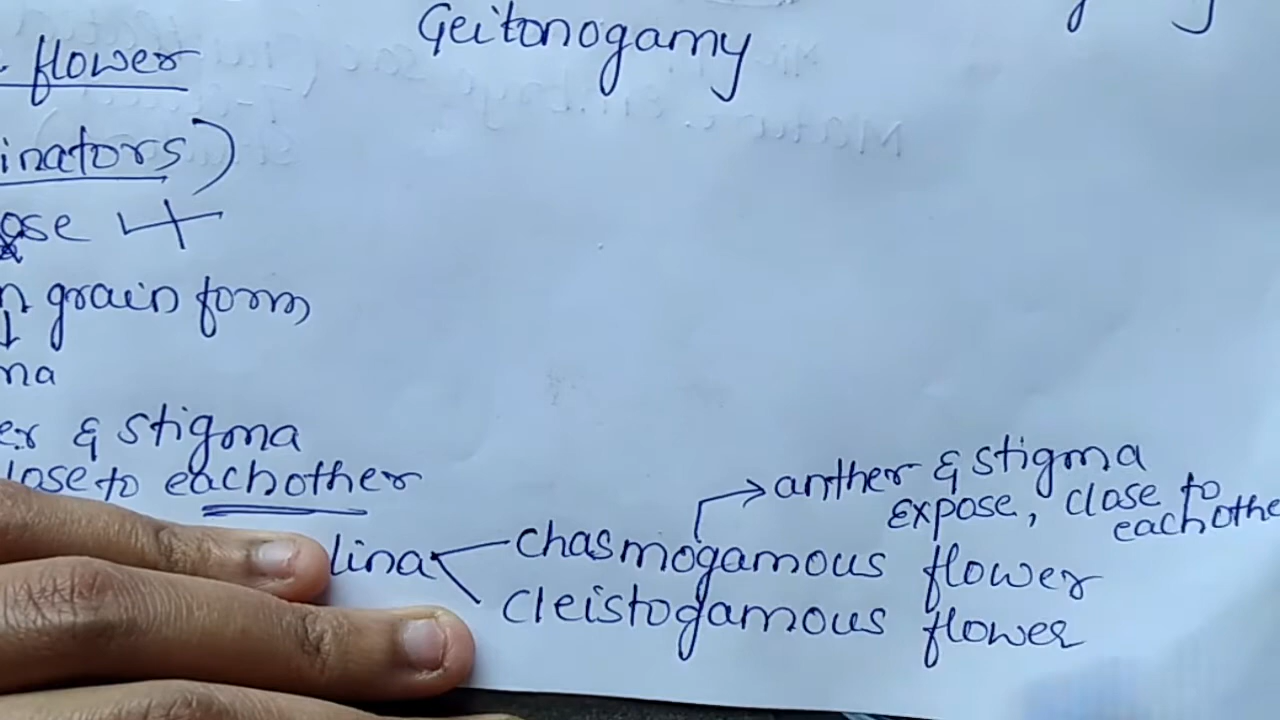 Geitonogamy
flower
inators)
ose
grain form
na
er & stigma
lose to eachother
anther & stigma
expose, close to
eachothe
lina
chasmogamous flower
cleistogamous flower